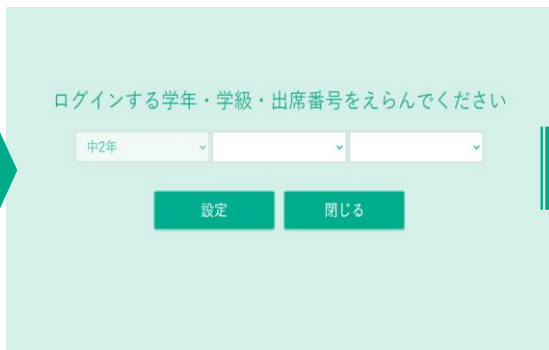 ログインする学年・学級・出席番号をえらんでください
中2年
設定 閉じる